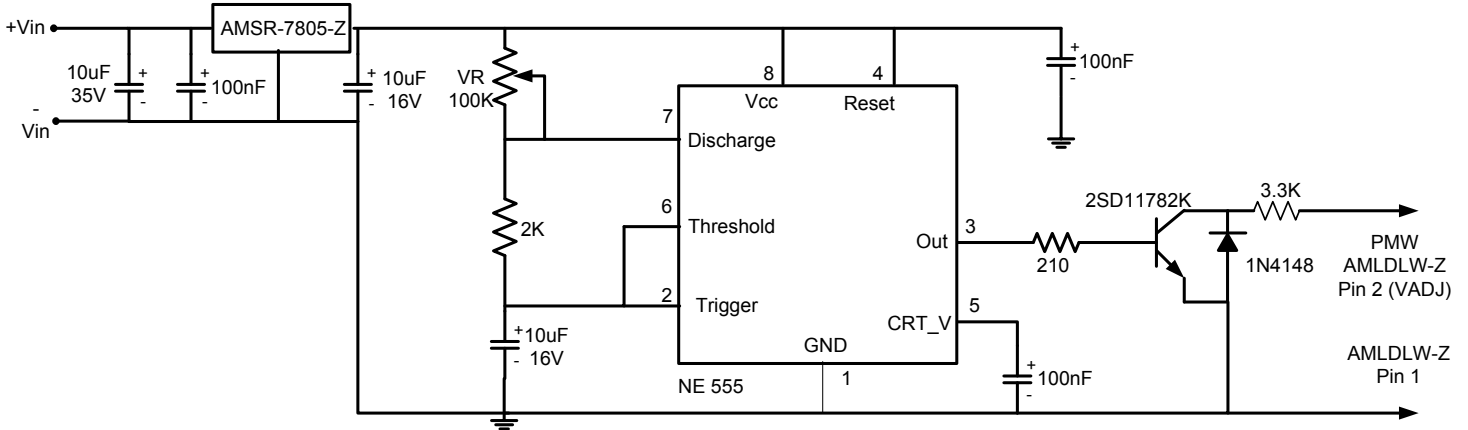 +Vin
AMSR-7805-Z
10uF
35V
+
-
+
100nF
-
+
10uF
-
16V
VR
100K
8
4
+
100nF
-
Vcc
Reset
-
Vin
7
Discharge
2K
6
Threshold
2SD11782K
3.3K
3
Out
210
1N4148
PMW
AMLDLW-Z
Pin 2 (VADJ)
2
Trigger
5
CRT_V
+
10uF
-
16V
GND
1
NE 555
+
100nF
-
AMLDLW-Z
Pin 1